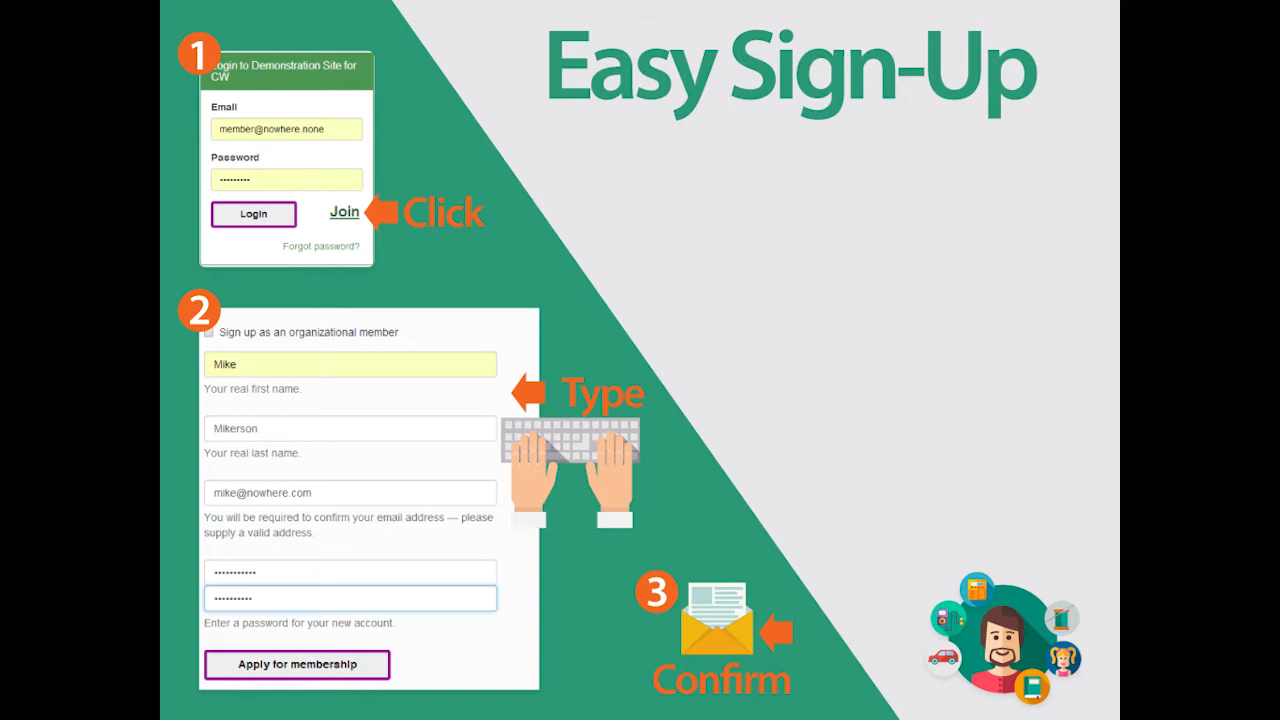 Easy Sign-Up
1
Login to Demonstration Site for
CW
Email
member@nowhere.none
Password
•••••••••
Login
Join
Click
Forgot password?
2
Sign up as an organizational member
Mike
Your real first name.
Type
Mikerson
Your real last name.
mike@nowhere.com
You will be required to confirm your email address — please
supply a valid address.
•••••••••••
••••••••••
Enter a password for your new account.
Apply for membership
3
Confirm